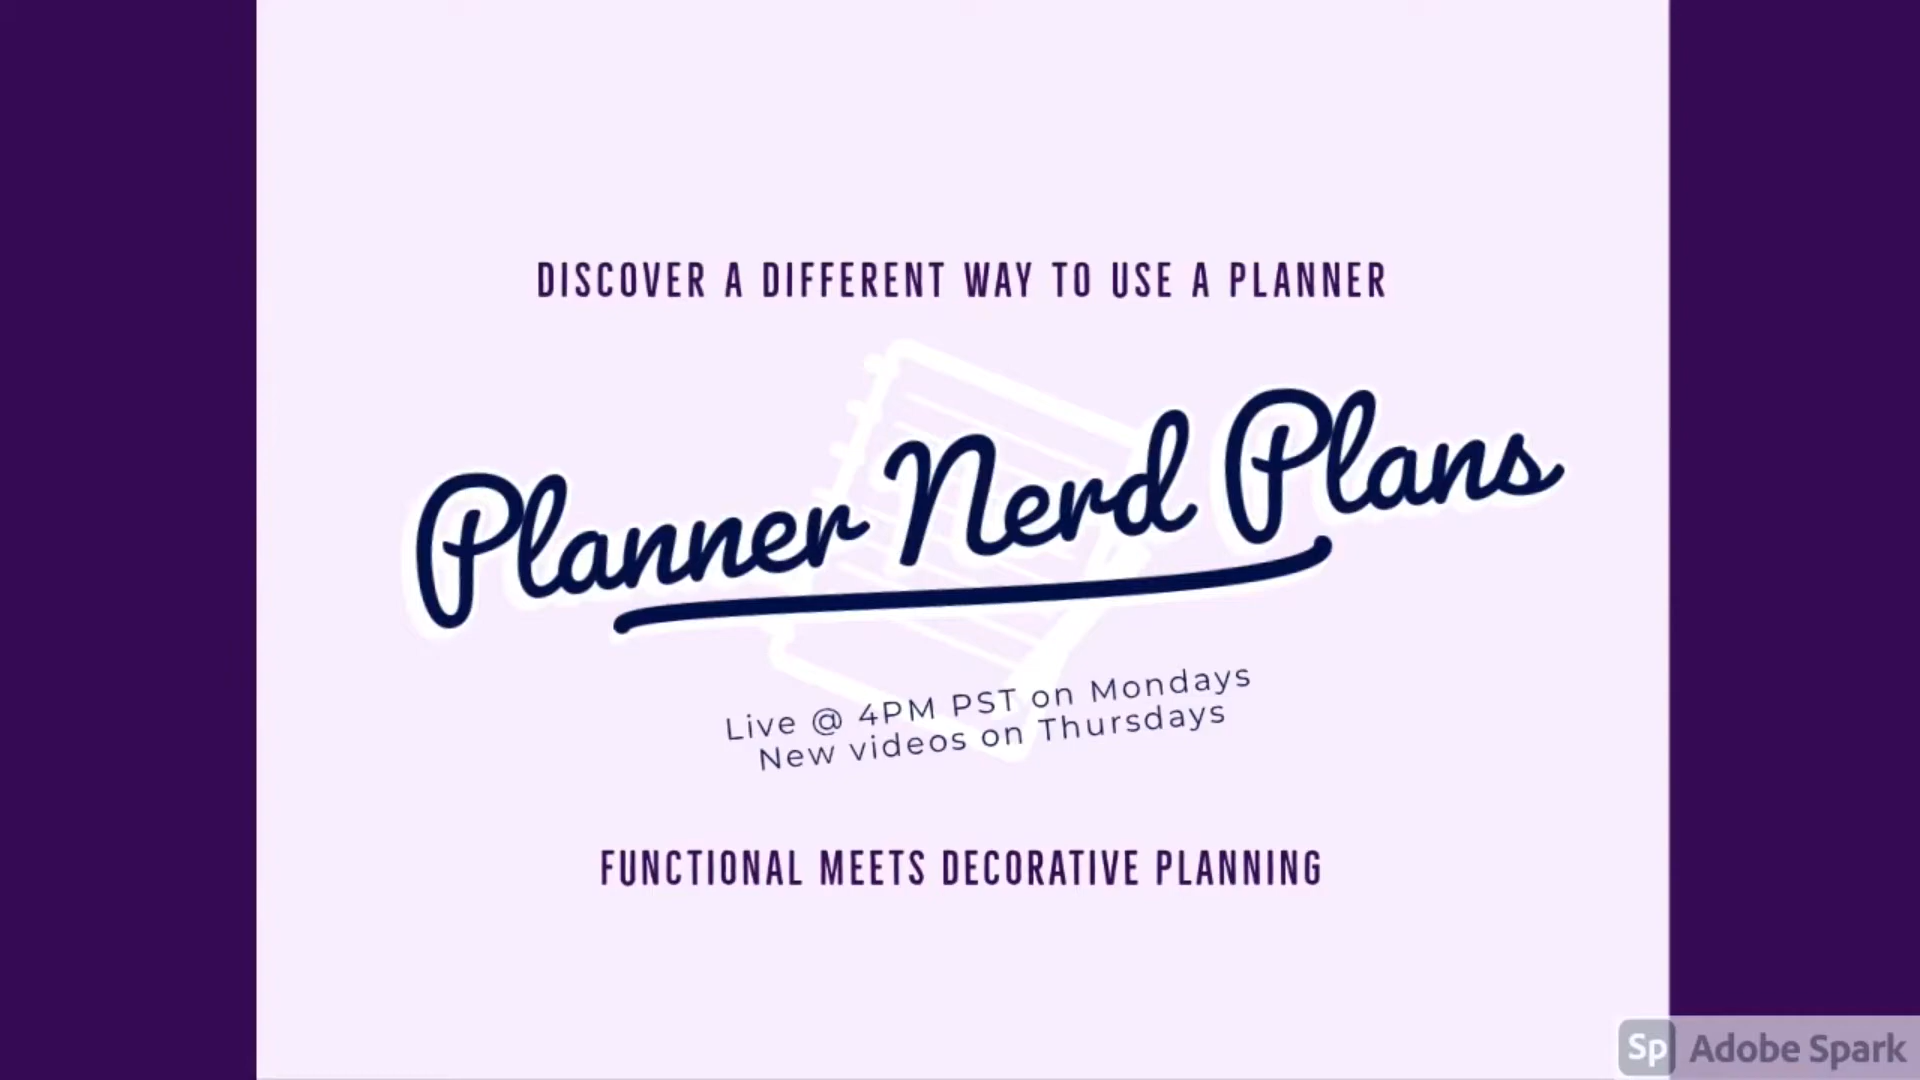 DISCOVER A DIFFERENT WAY TO USE A PLANNER
Planner Nerd Plans
Live @ 4PM PST on Mondays
New videos on Thursdays
FUNCTIONAL MEETS DECORATIVE PLANNING
Sp Adobe Spark